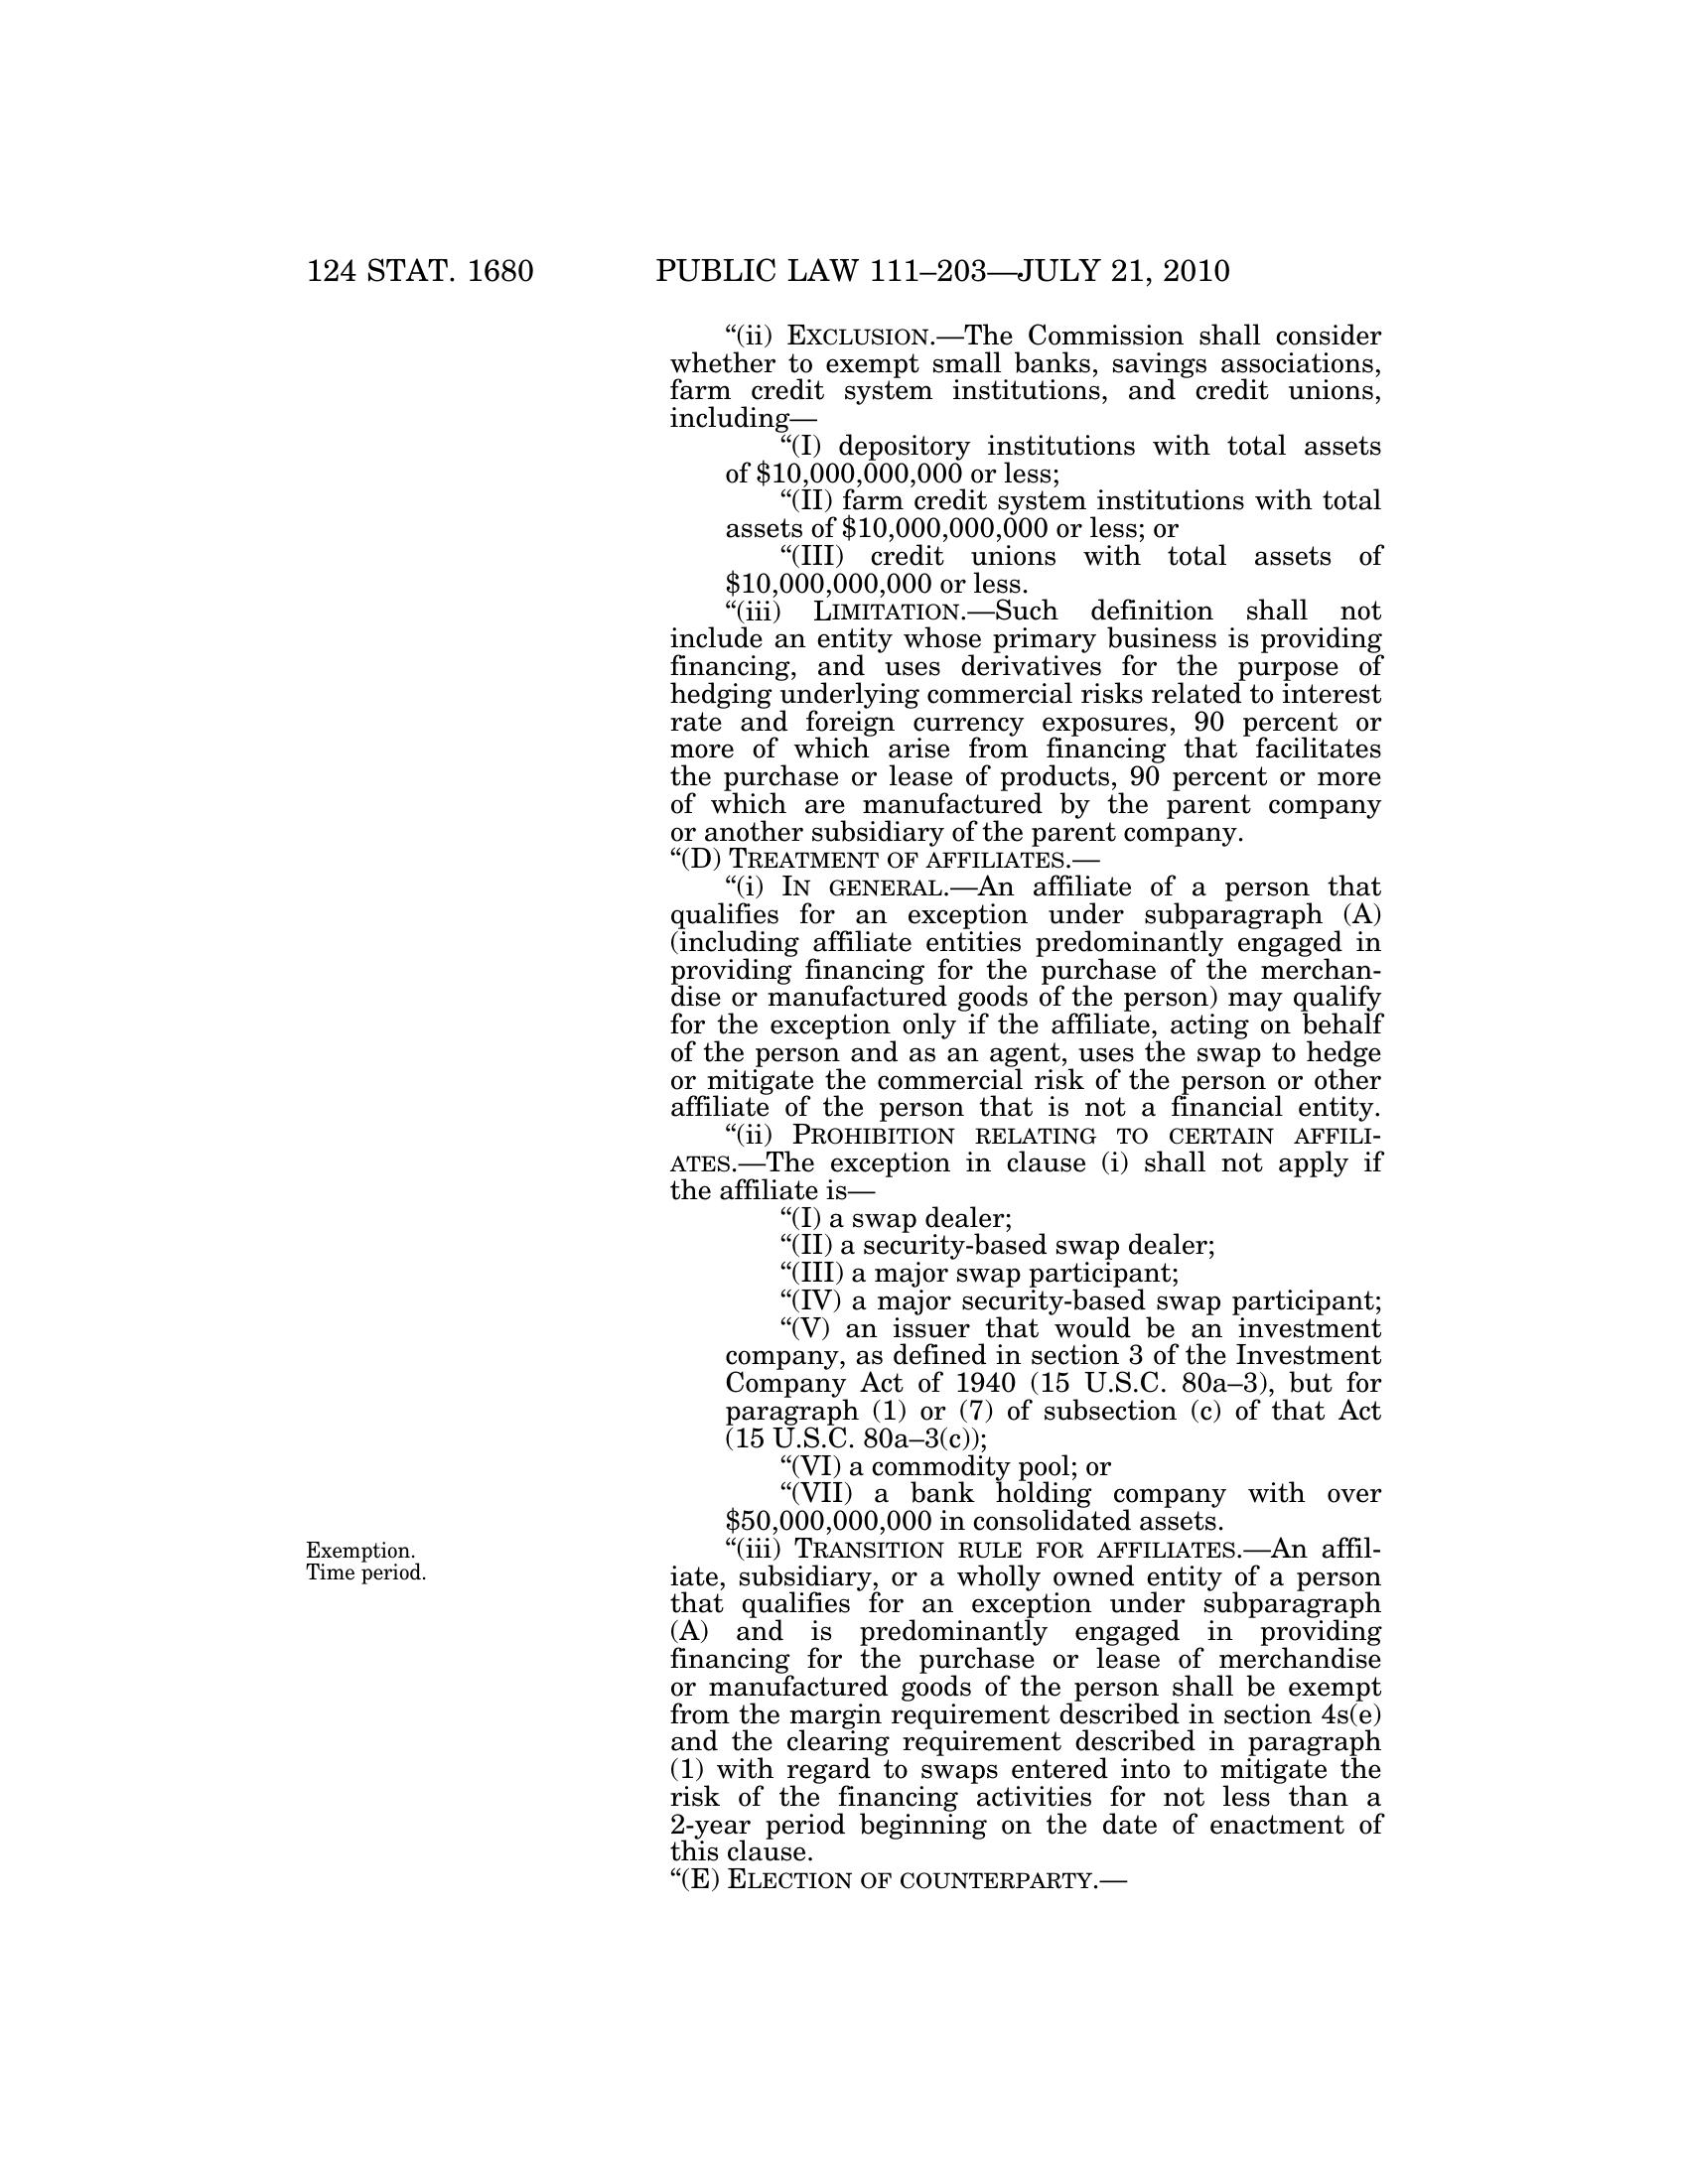 124 STAT. 1680 PUBLIC LAW 111–203—JULY 21, 2010
“(ii) EXCLUSION.—The Commission shall consider
whether to exempt small banks, savings associations,
farm credit system institutions, and credit unions,
including—
“(I) depository institutions with total assets
of $10,000,000,000 or less;
“(II) farm credit system institutions with total
assets of $10,000,000,000 or less; or
“(III) credit unions with total assets of
$10,000,000,000 or less.
“(iii) LIMITATION.—Such definition shall not
include an entity whose primary business is providing
financing, and uses derivatives for the purpose of
hedging underlying commercial risks related to interest
rate and foreign currency exposures, 90 percent or
more of which arise from financing that facilitates
the purchase or lease of products, 90 percent or more
of which are manufactured by the parent company
or another subsidiary of the parent company.
“(D) TREATMENT OF AFFILIATES.—
“(i) IN GENERAL.—An affiliate of a person that
qualifies for an exception under subparagraph (A)
(including affiliate entities predominantly engaged in
providing financing for the purchase of the merchan-
dise or manufactured goods of the person) may qualify
for the exception only if the affiliate, acting on behalf
of the person and as an agent, uses the swap to hedge
or mitigate the commercial risk of the person or other
affiliate of the person that is not a financial entity.
“(ii) PROHIBITION RELATING TO CERTAIN AFFILI-
ATES.—The exception in clause (i) shall not apply if
the affiliate is—
“(I) a swap dealer;
“(II) a security-based swap dealer;
“(III) a major swap participant;
“(IV) a major security-based swap participant;
“(V) an issuer that would be an investment
company, as defined in section 3 of the Investment
Company Act of 1940 (15 U.S.C. 80a–3), but for
paragraph (1) or (7) of subsection (c) of that Act
(15 U.S.C. 80a–3(c));
“(VI) a commodity pool; or
“(VII) a bank holding company with over
$50,000,000,000 in consolidated assets.
Exemption.
Time period.
“(iii) TRANSITION RULE FOR AFFILIATES.—An affil-
iate, subsidiary, or a wholly owned entity of a person
that qualifies for an exception under subparagraph
(A) and is predominantly engaged in providing
financing for the purchase or lease of merchandise
or manufactured goods of the person shall be exempt
from the margin requirement described in section 4s(e)
and the clearing requirement described in paragraph
(1) with regard to swaps entered into to mitigate the
risk of the financing activities for not less than a
2-year period beginning on the date of enactment of
this clause.
“(E) ELECTION OF COUNTERPARTY.—